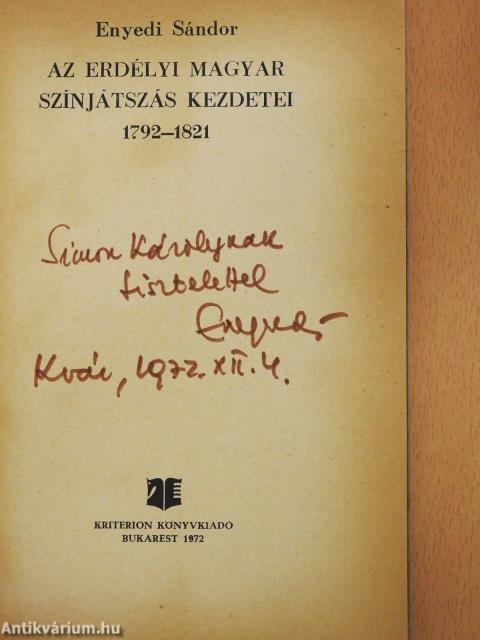 Enyedi Sándor
AZ ERDÉLYI MAGYAR
SZÍNJÁTSZÁS KEZDETEI
1792–1821
Simon Károlynak
tisztelettel
Enyedi S
Kvár, 1972. XII. 4.
KRITERION KÖNYVKIADÓ
BUKAREST 1972
Antikvárium.hu